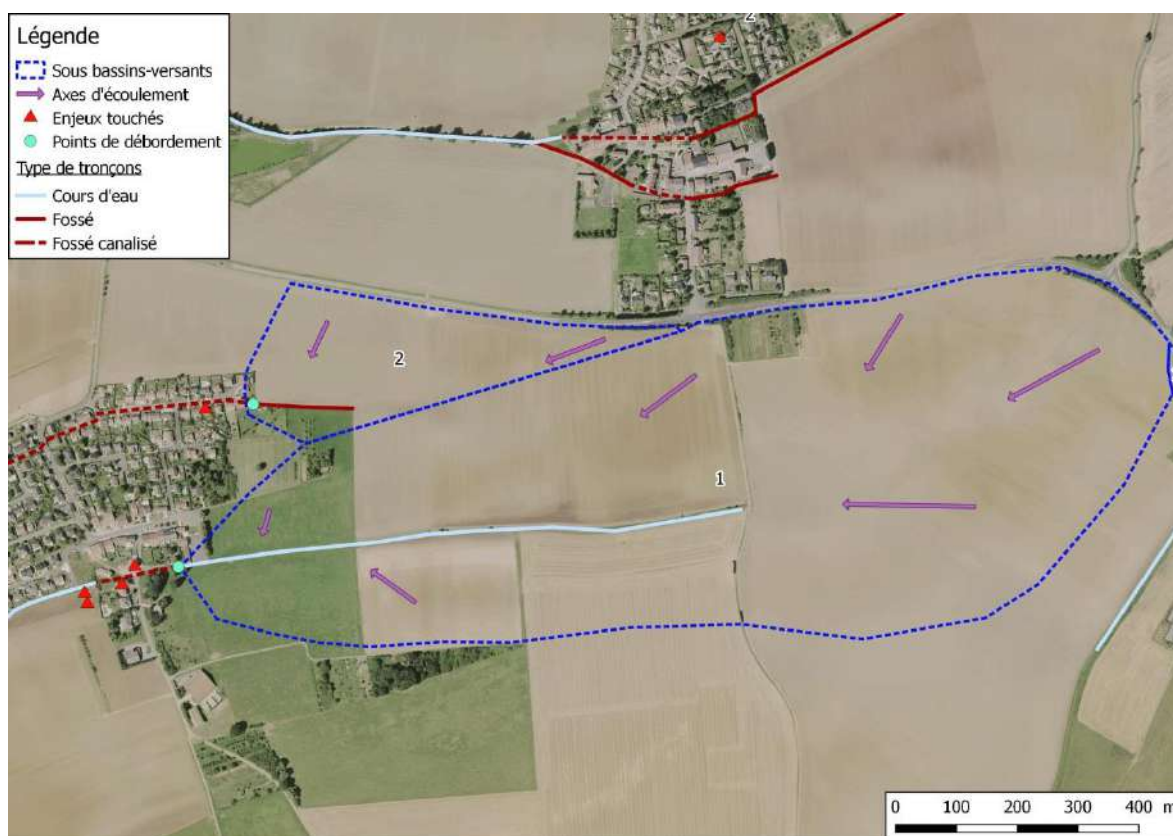 Légende
Sous bassins-versants
Axes d'écoulement
Enjeux touchés
Points de débordement
Type de tronçons
Cours d'eau
Fossé
Fossé canalisé
2
2
1
0 100 200 300 400 m